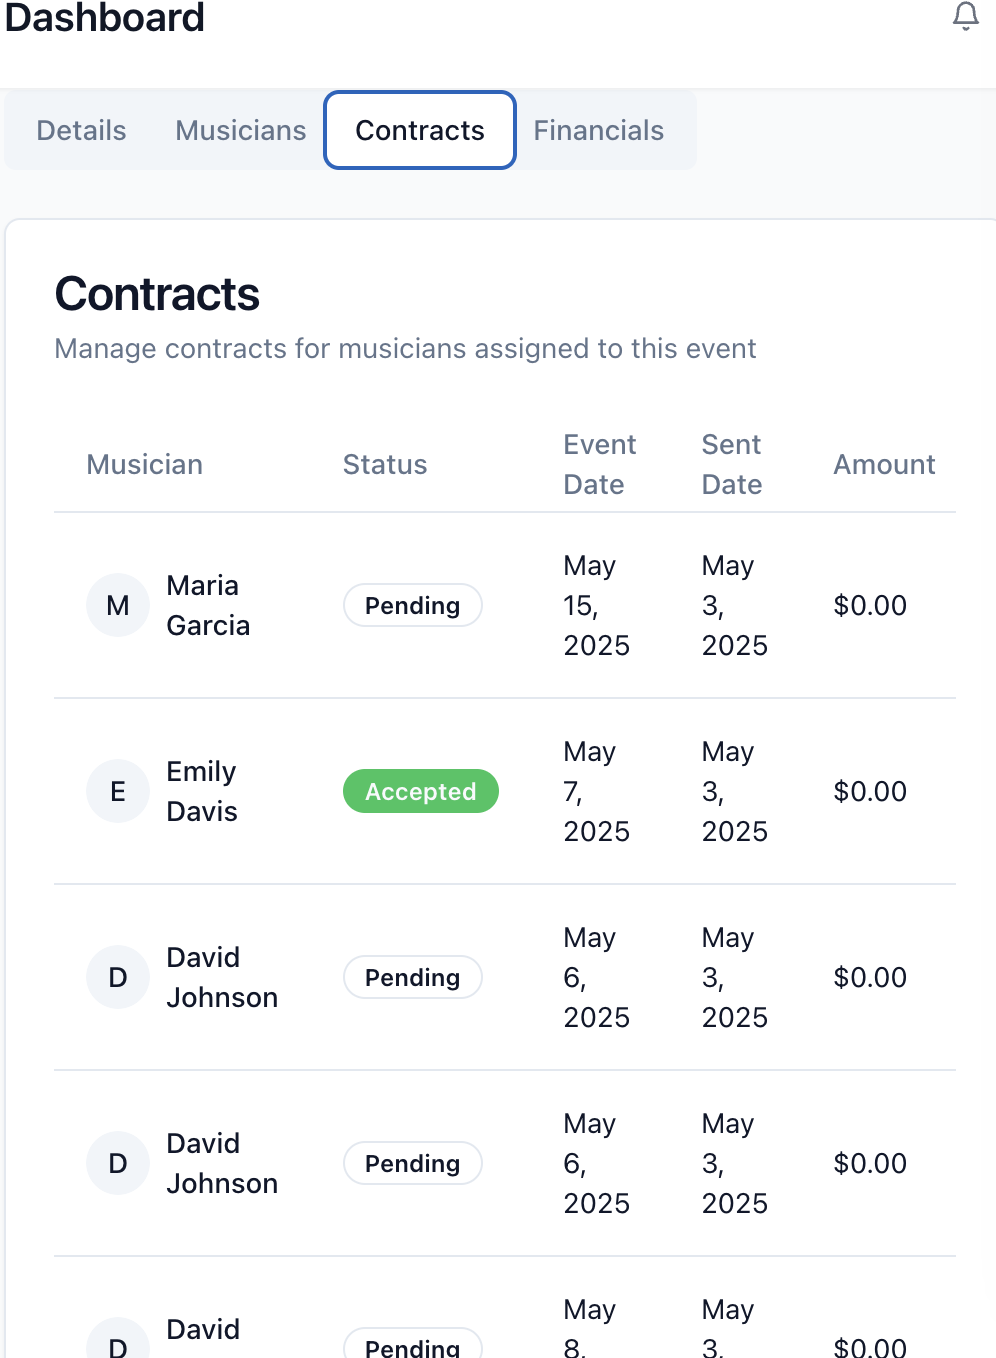 Dashboard
Details Musicians Contracts Financials
Contracts
Manage contracts for musicians assigned to this event
Musician Status Event Date Sent Date Amount
M Maria Garcia Pending May 15, 2025 May 3, 2025 $0.00
E Emily Davis Accepted May 7, 2025 May 3, 2025 $0.00
D David Johnson Pending May 6, 2025 May 3, 2025 $0.00
D David Johnson Pending May 6, 2025 May 3, 2025 $0.00
D David Pending May 8, May 3, $0.00